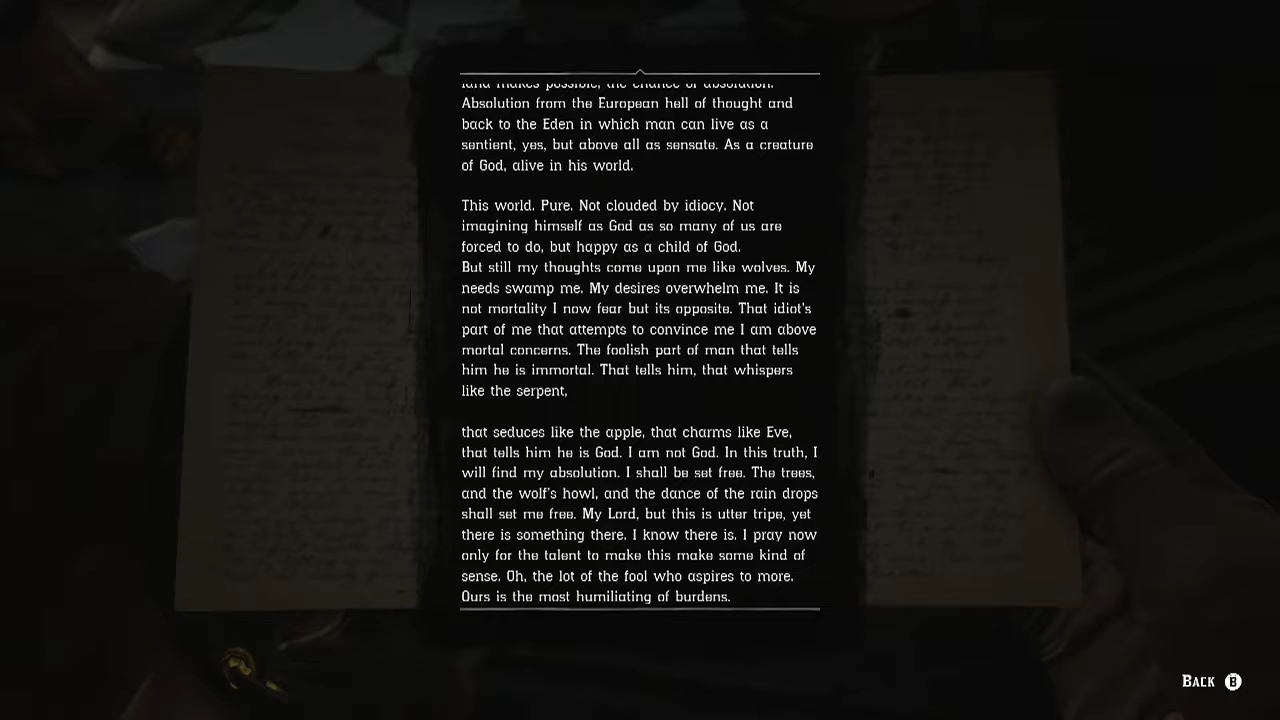 land makes possible, the chance of absolution.
Absolution from the European hell of thought and
back to the Eden in which man can live as a
sentient, yes, but above all as sensate. As a creature
of God, alive in his world.
This world. Pure. Not clouded by idiocy. Not
imagining himself as God as so many of us are
forced to do, but happy as a child of God.
But still my thoughts come upon me like wolves. My
needs swamp me. My desires overwhelm me. It is
not mortality I now fear but its opposite. That idiot's
part of me that attempts to convince me I am above
mortal concerns. The foolish part of man that tells
him he is immortal. That tells him, that whispers
like the serpent,
that seduces like the apple, that charms like Eve,
that tells him he is God. I am not God. In this truth, I
will find my absolution. I shall be set free. The trees,
and the wolf's howl, and the dance of the rain drops
shall set me free. My Lord, but this is utter tripe, yet
there is something there. I know there is. I pray now
only for the talent to make this make some kind of
sense. Oh, the lot of the fool who aspires to more.
Ours is the most humiliating of burdens.
Back B